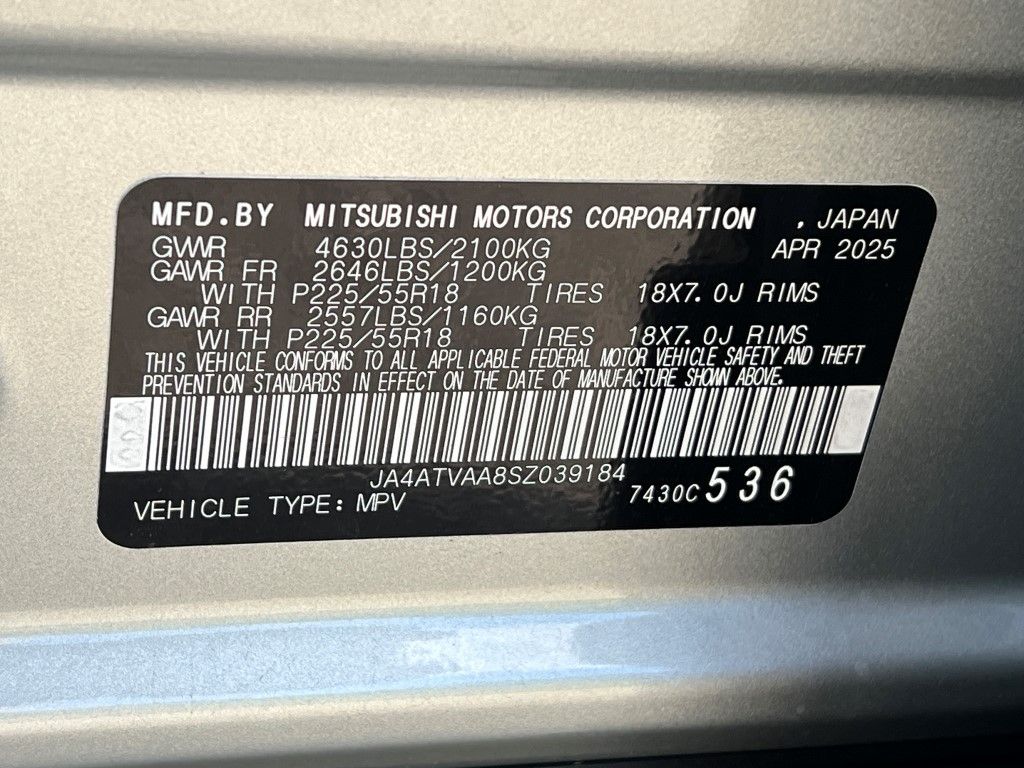 MFD.BY MITSUBISHI MOTORS CORPORATION , JAPAN
GVWR 4630LBS/2100KG APR 2025
GAWR FR 2646LBS/1200KG
WITH P225/55R18 TIRES 18X7.0J RIMS
GAWR RR 2557LBS/1160KG
WITH P225/55R18 TIRES 18X7.0J RIMS
THIS VEHICLE CONFORMS TO ALL APPLICABLE FEDERAL MOTOR VEHICLE SAFETY AND THEFT
PREVENTION STANDARDS IN EFFECT ON THE DATE OF MANUFACTURE SHOWN ABOVE.
JA4ATVAA8SZ039184
VEHICLE TYPE: MPV 7430C 536